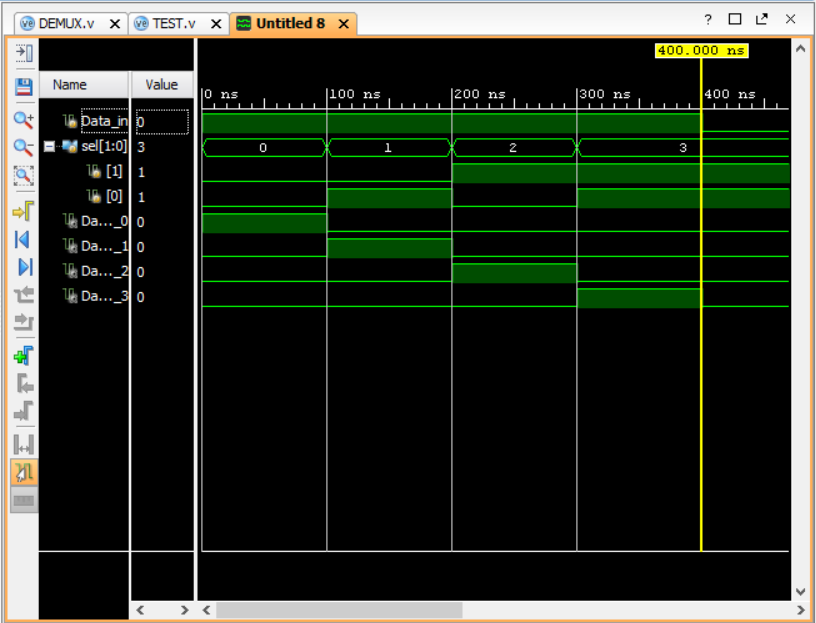 DEMUX.v TEST.v Untitled 8 ?
400.000 ns
Name Value
0 ns 100 ns 200 ns 300 ns 400 ns
Data_in 0
sel[1:0] 3 0 1 2 3
[1] 1
[0] 1
Da..._0 0
Da..._1 0
Da..._2 0
Da..._3 0